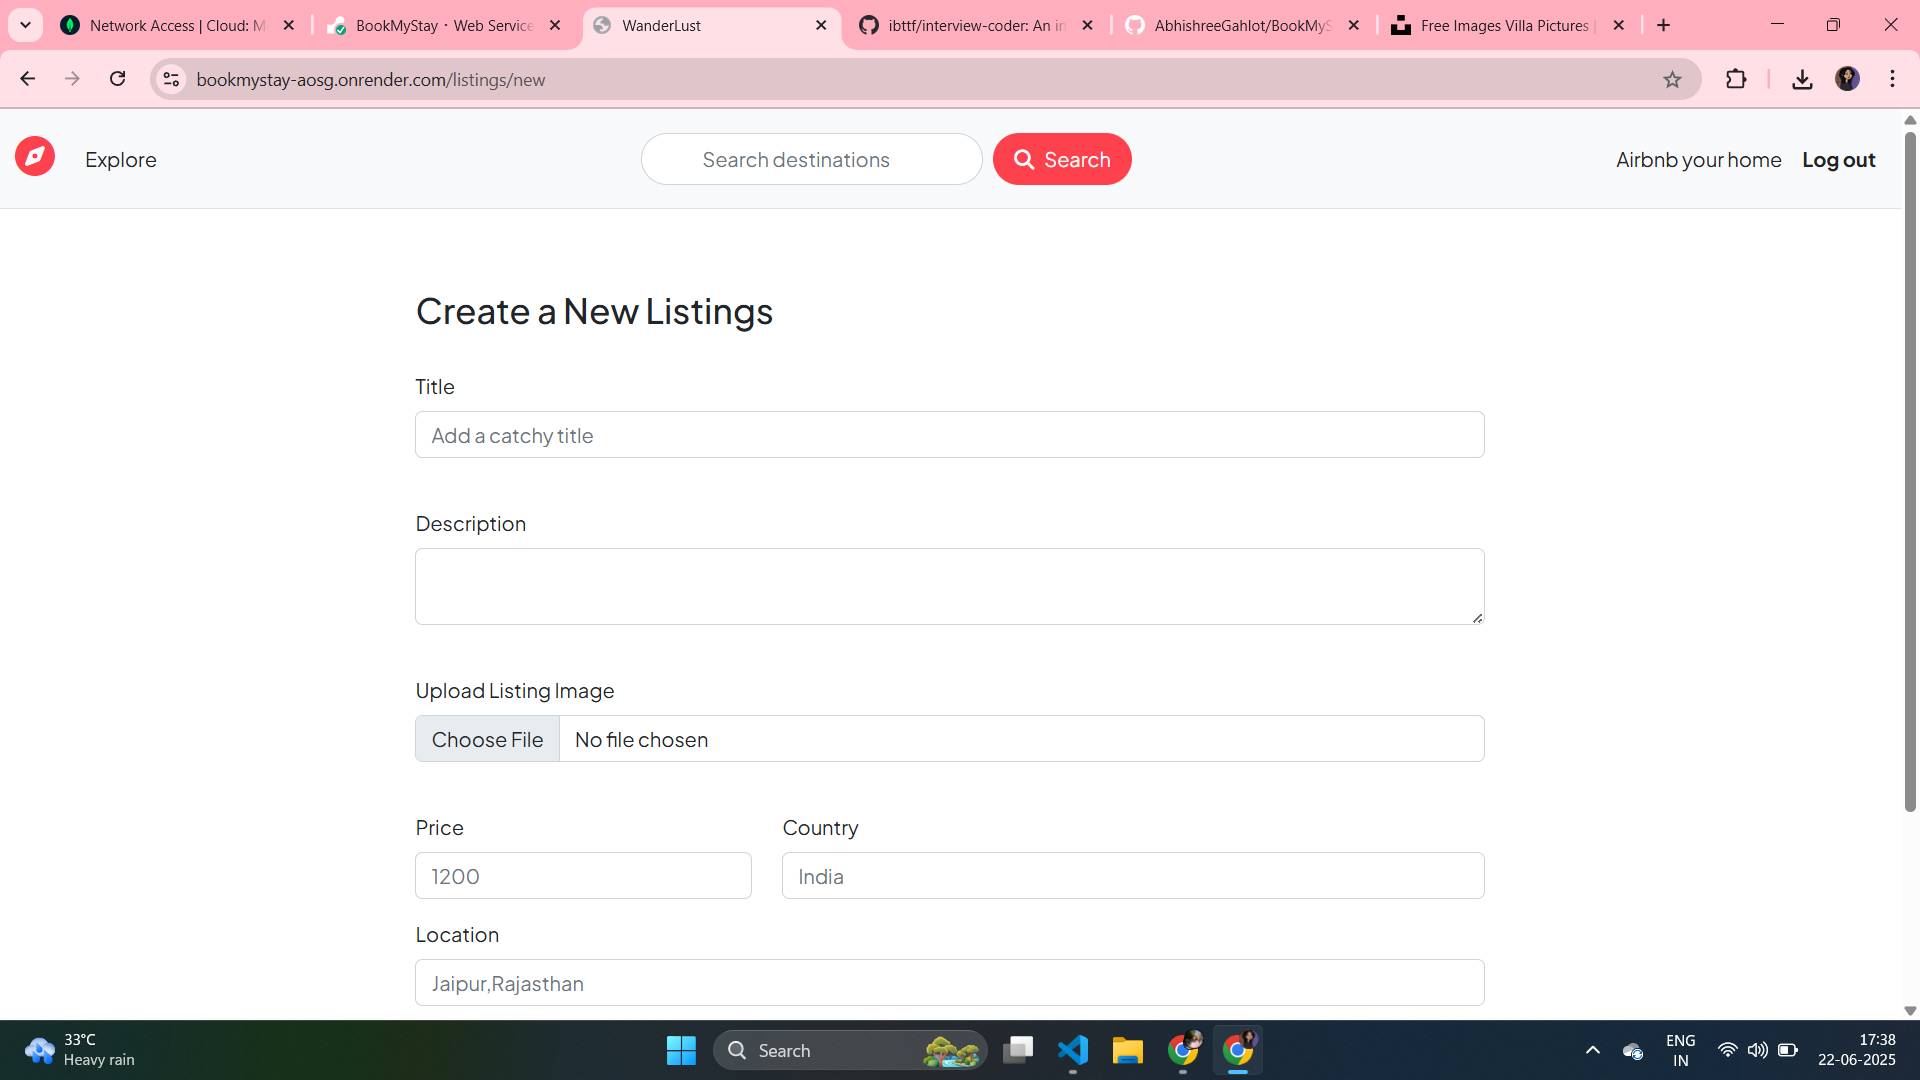 Network Access | Cloud: M
BookMyStay · Web Service
WanderLust
ibttf/interview-coder: An in
AbhishreeGahlot/BookMyS
Free Images Villa Pictures |
bookmystay-aosg.onrender.com/listings/new
Explore
Search destinations
Search
Airbnb your home
Log out
Create a New Listings
Title
Add a catchy title
Description
Upload Listing Image
Choose File
No file chosen
Price
Country
1200
India
Location
Jaipur,Rajasthan
33°C
Heavy rain
Search
ENG
IN
17:38
22-06-2025